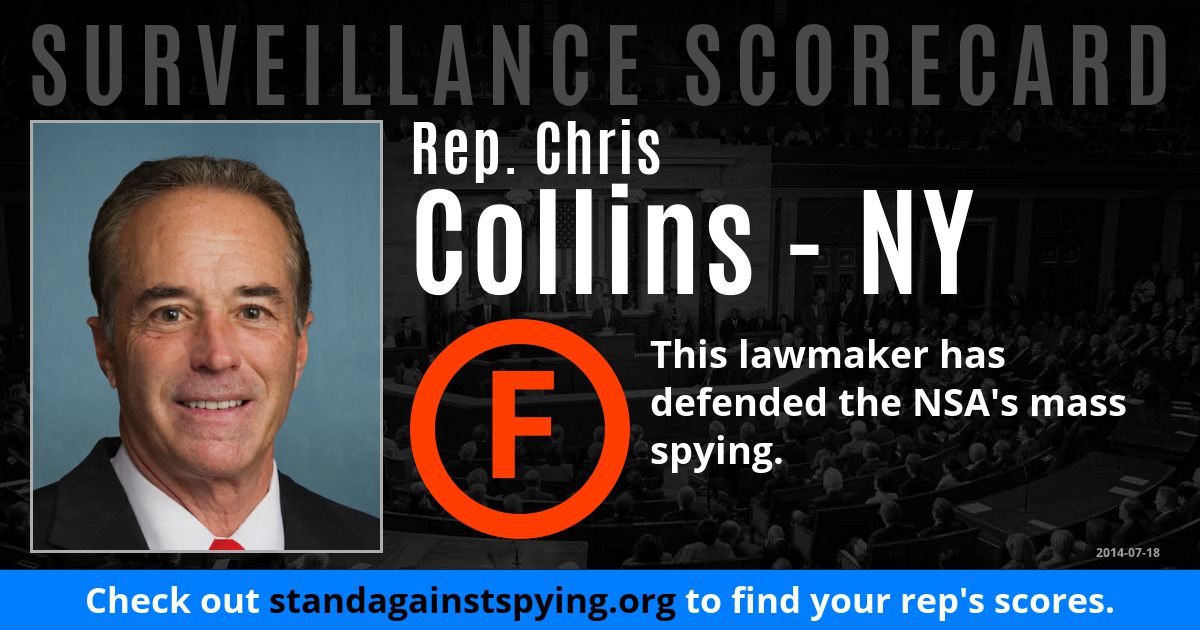 SURVEILLANCE SCORECARD
Rep. Chris
Collins - NY
F
This lawmaker has
defended the NSA's mass
spying.
2014-07-18
Check out standagainstspying.org to find your rep's scores.